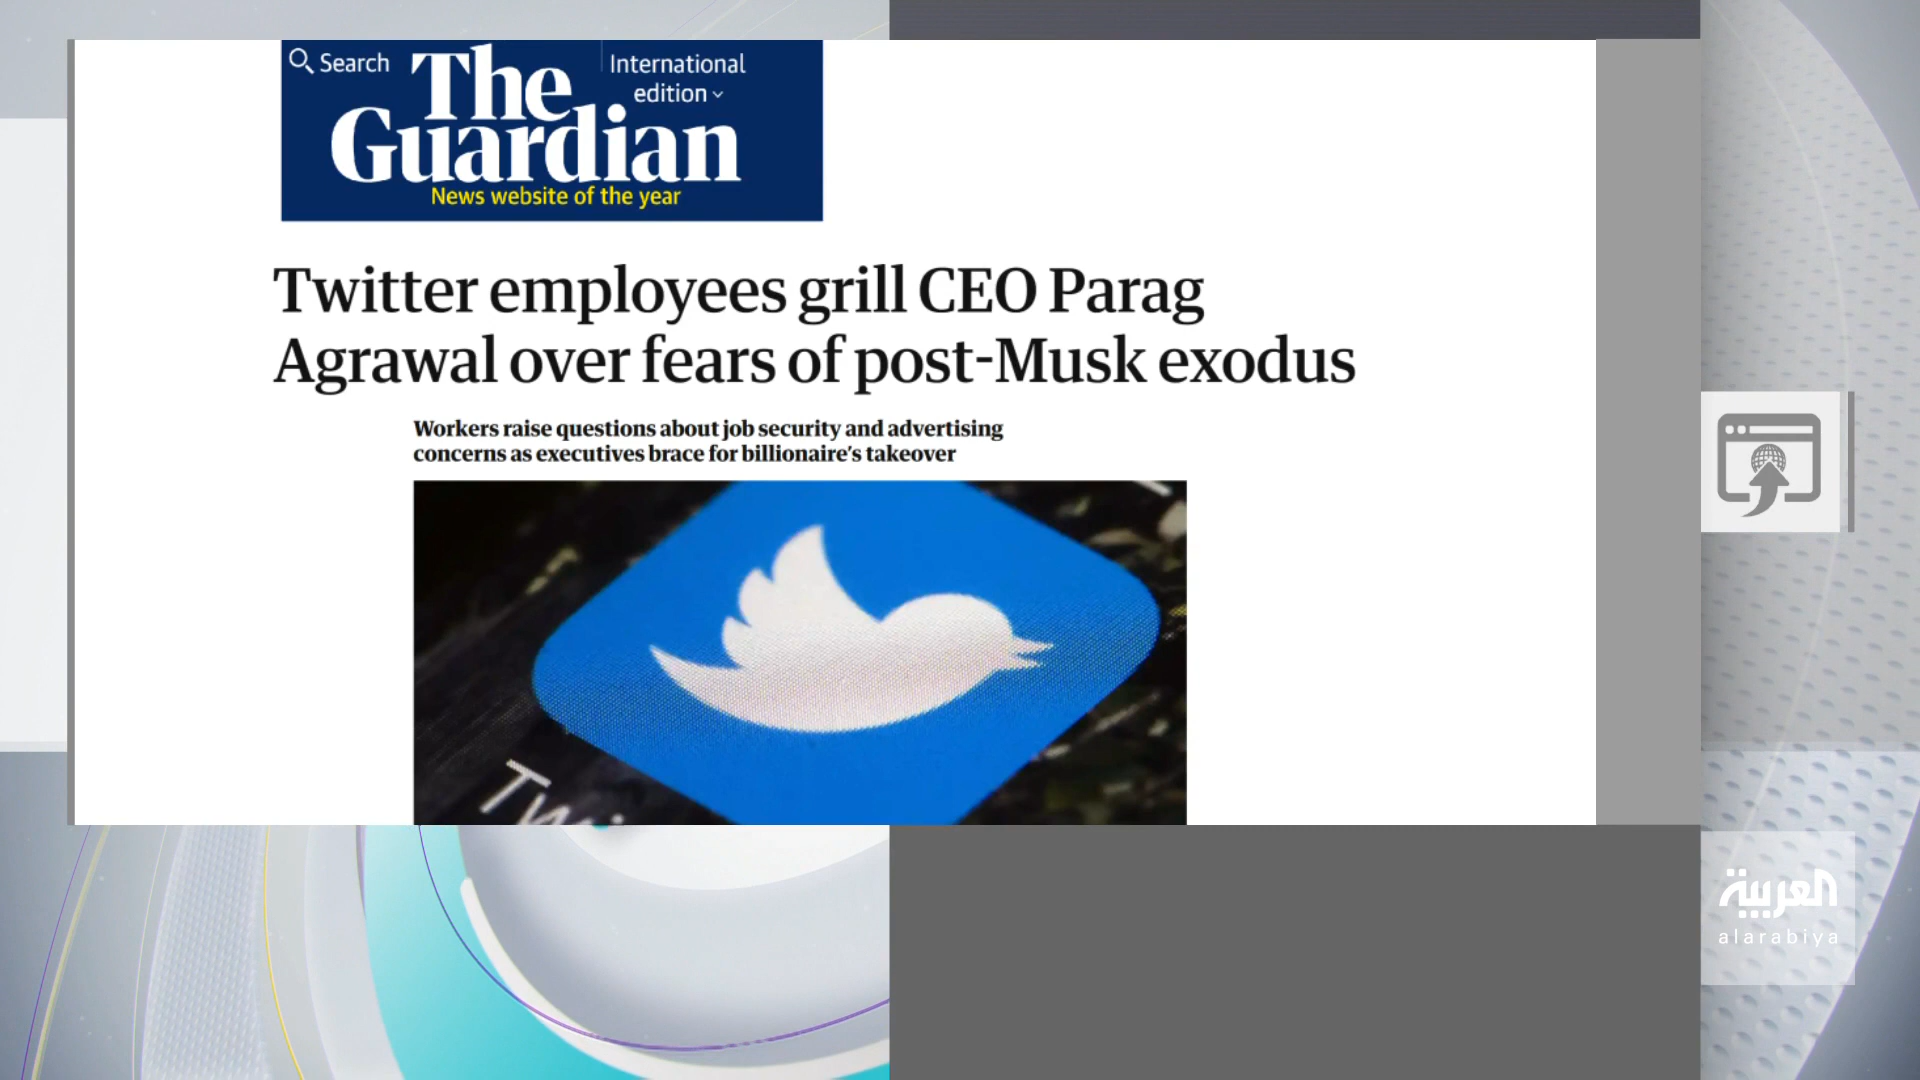 Search
International
edition
The
Guardian
News website of the year
Twitter employees grill CEO Parag
Agrawal over fears of post-Musk exodus
Workers raise questions about job security and advertising
concerns as executives brace for billionaire's takeover
Twi
العربية
alarabiya